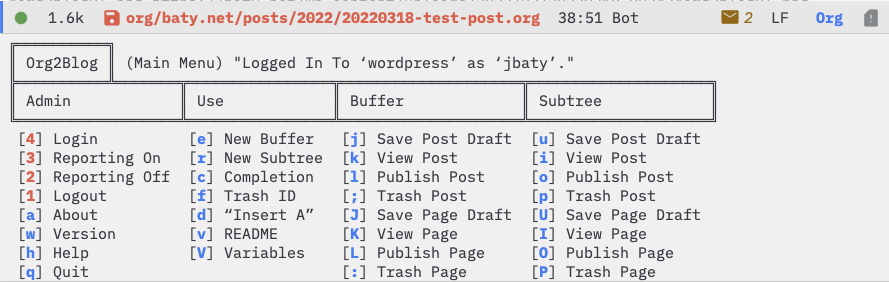 1.6k org/baty.net/posts/2022/20220318-test-post.org 38:51 Bot 2 LF Org
Org2Blog (Main Menu) "Logged In To ‘wordpress’ as ‘jbaty’."
Admin Use Buffer Subtree
[4] Login [e] New Buffer [j] Save Post Draft [u] Save Post Draft
[3] Reporting On [r] New Subtree [k] View Post [i] View Post
[2] Reporting Off [c] Completion [l] Publish Post [o] Publish Post
[1] Logout [f] Trash ID [;] Trash Post [p] Trash Post
[a] About [d] “Insert A” [J] Save Page Draft [U] Save Page Draft
[w] Version [v] README [K] View Page [I] View Page
[h] Help [V] Variables [L] Publish Page [O] Publish Page
[q] Quit [:] Trash Page [P] Trash Page